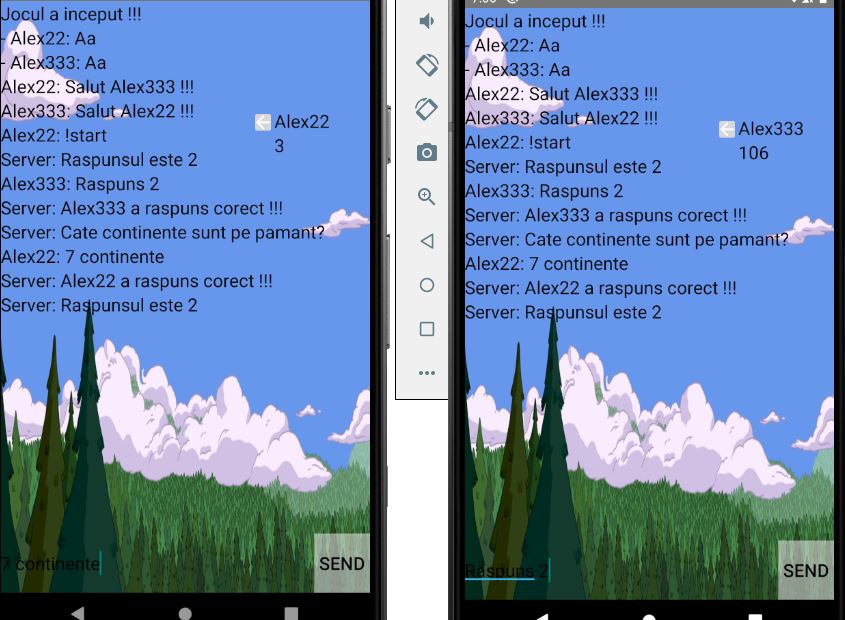 Jocul a inceput !!!
- Alex22: Aa
- Alex333: Aa
Alex22: Salut Alex333 !!!
Alex333: Salut Alex22 !!!
Alex22: !start
Server: Raspunsul este 2
Alex333: Raspuns 2
Server: Alex333 a raspuns corect !!!
Server: Cate continente sunt pe pamant?
Alex22: 7 continente
Server: Alex22 a raspuns corect !!!
Server: Raspunsul este 2
Alex22
3
7 continente
SEND
Jocul a inceput !!!
- Alex22: Aa
- Alex333: Aa
Alex22: Salut Alex333 !!!
Alex333: Salut Alex22 !!!
Alex22: !start
Server: Raspunsul este 2
Alex333: Raspuns 2
Server: Alex333 a raspuns corect !!!
Server: Cate continente sunt pe pamant?
Alex22: 7 continente
Server: Alex22 a raspuns corect !!!
Server: Raspunsul este 2
Alex333
106
Raspuns 2
SEND